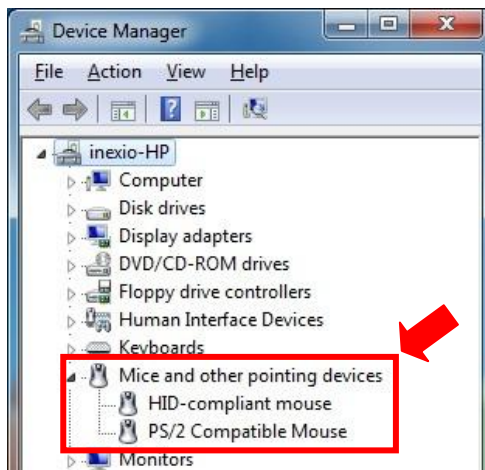 Device Manager
File Action View Help
inexio-HP
Computer
Disk drives
Display adapters
DVD/CD-ROM drives
Floppy drive controllers
Human Interface Devices
Keyboards
Mice and other pointing devices
HID-compliant mouse
PS/2 Compatible Mouse
Monitors